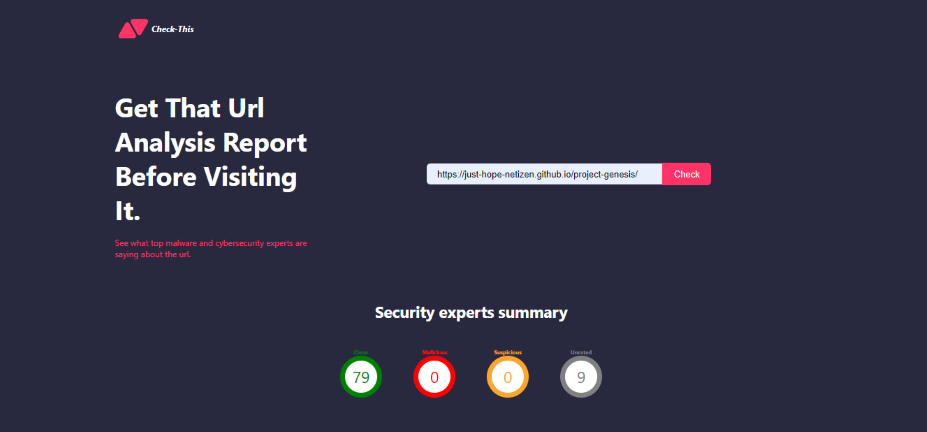 Check-This
Get That Url
Analysis Report
Before Visiting
It.
See what top malware and cybersecurity experts are
saying about the url.
https://just-hope-netizen.github.io/project-genesis/
Check
Security experts summary
Clean
Malicious
Suspicious
Unrated
79
0
0
9